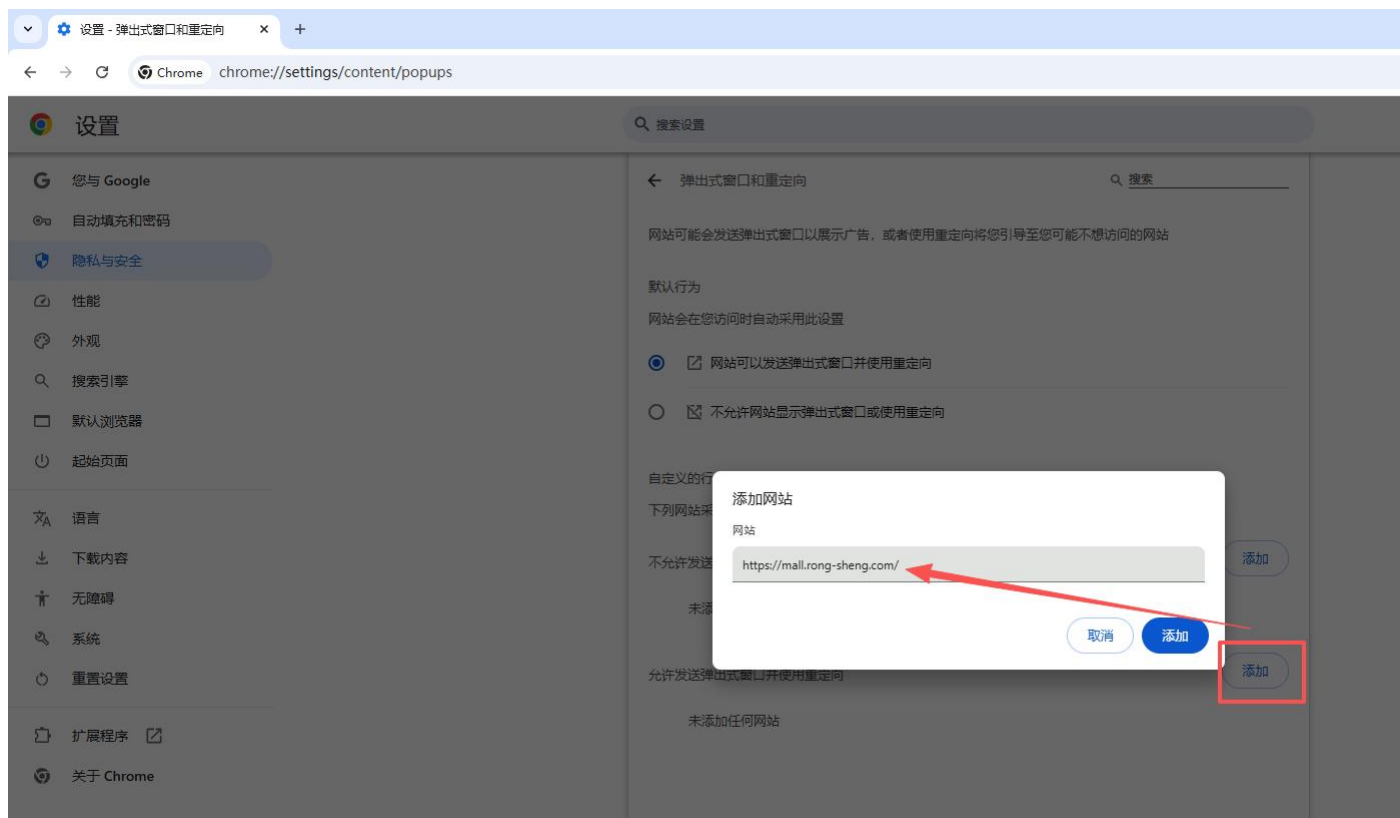 设置 - 弹出式窗口和重定向
Chrome chrome://settings/content/popups
设置
搜索设置
您与 Google
自动填充和密码
隐私与安全
性能
外观
搜索引擎
默认浏览器
起始页面
语言
下载内容
无障碍
系统
重置设置
扩展程序
关于 Chrome
弹出式窗口和重定向
搜索
网站可能会发送弹出式窗口以展示广告，或者使用重定向将您引导至您可能不想访问的网站
默认行为
网站会在您访问时自动采用此设置
网站可以发送弹出式窗口并使用重定向
不允许网站显示弹出式窗口或使用重定向
自定义的行
下列网站采
不允许发送
添加
未添
添加网站
网站
https://mall.rong-sheng.com/
取消
添加
允许发送弹出式窗口并使用重定向
添加
未添加任何网站